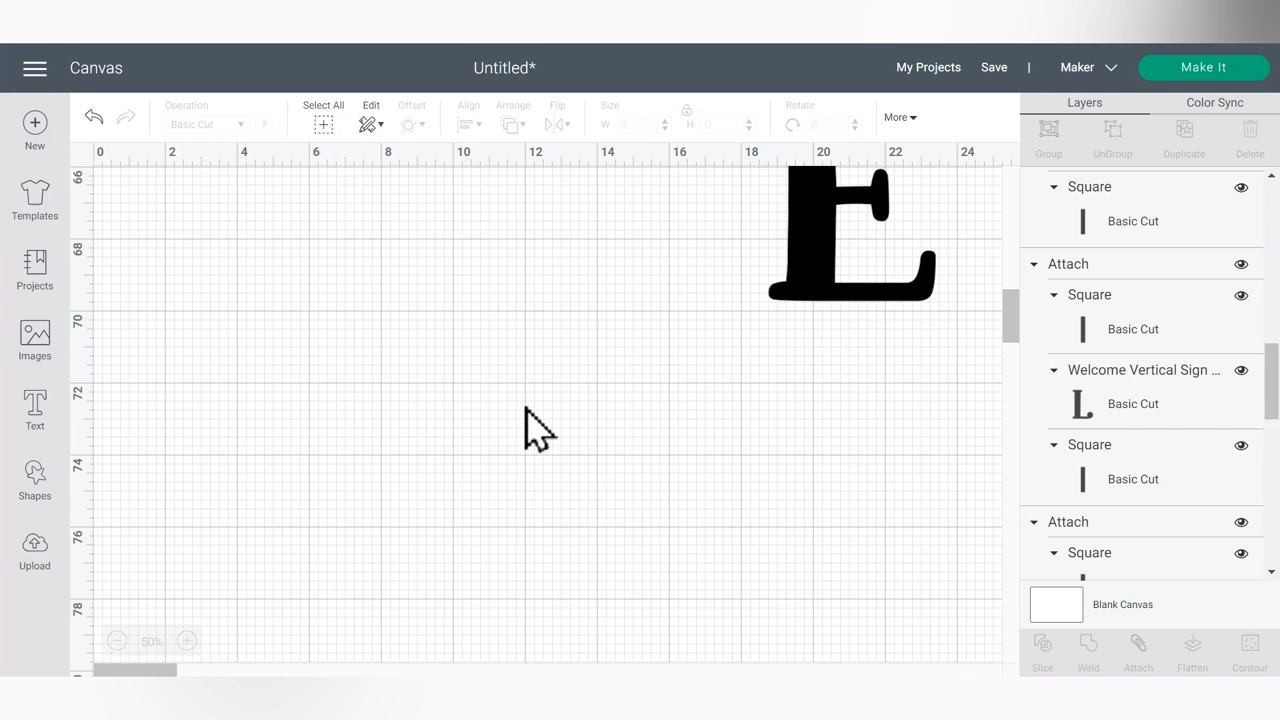 Canvas
Untitled*
My Projects
Save
|
Maker
Make It
New
Templates
Projects
Images
Text
Shapes
Upload
Operation
Basic Cut
?
Select All
Edit
Offset
Align
Arrange
Flip
Size
W 0
H 0
Rotate
0
More
0 2 4 6 8 10 12 14 16 18 20 22 24
66
68
70
72
74
76
78
E
50%
Layers
Color Sync
Group
UnGroup
Duplicate
Delete
Square
Basic Cut
Attach
Square
Basic Cut
Welcome Vertical Sign ...
L
Basic Cut
Square
Basic Cut
Attach
Square
Blank Canvas
Slice
Weld
Attach
Flatten
Contour